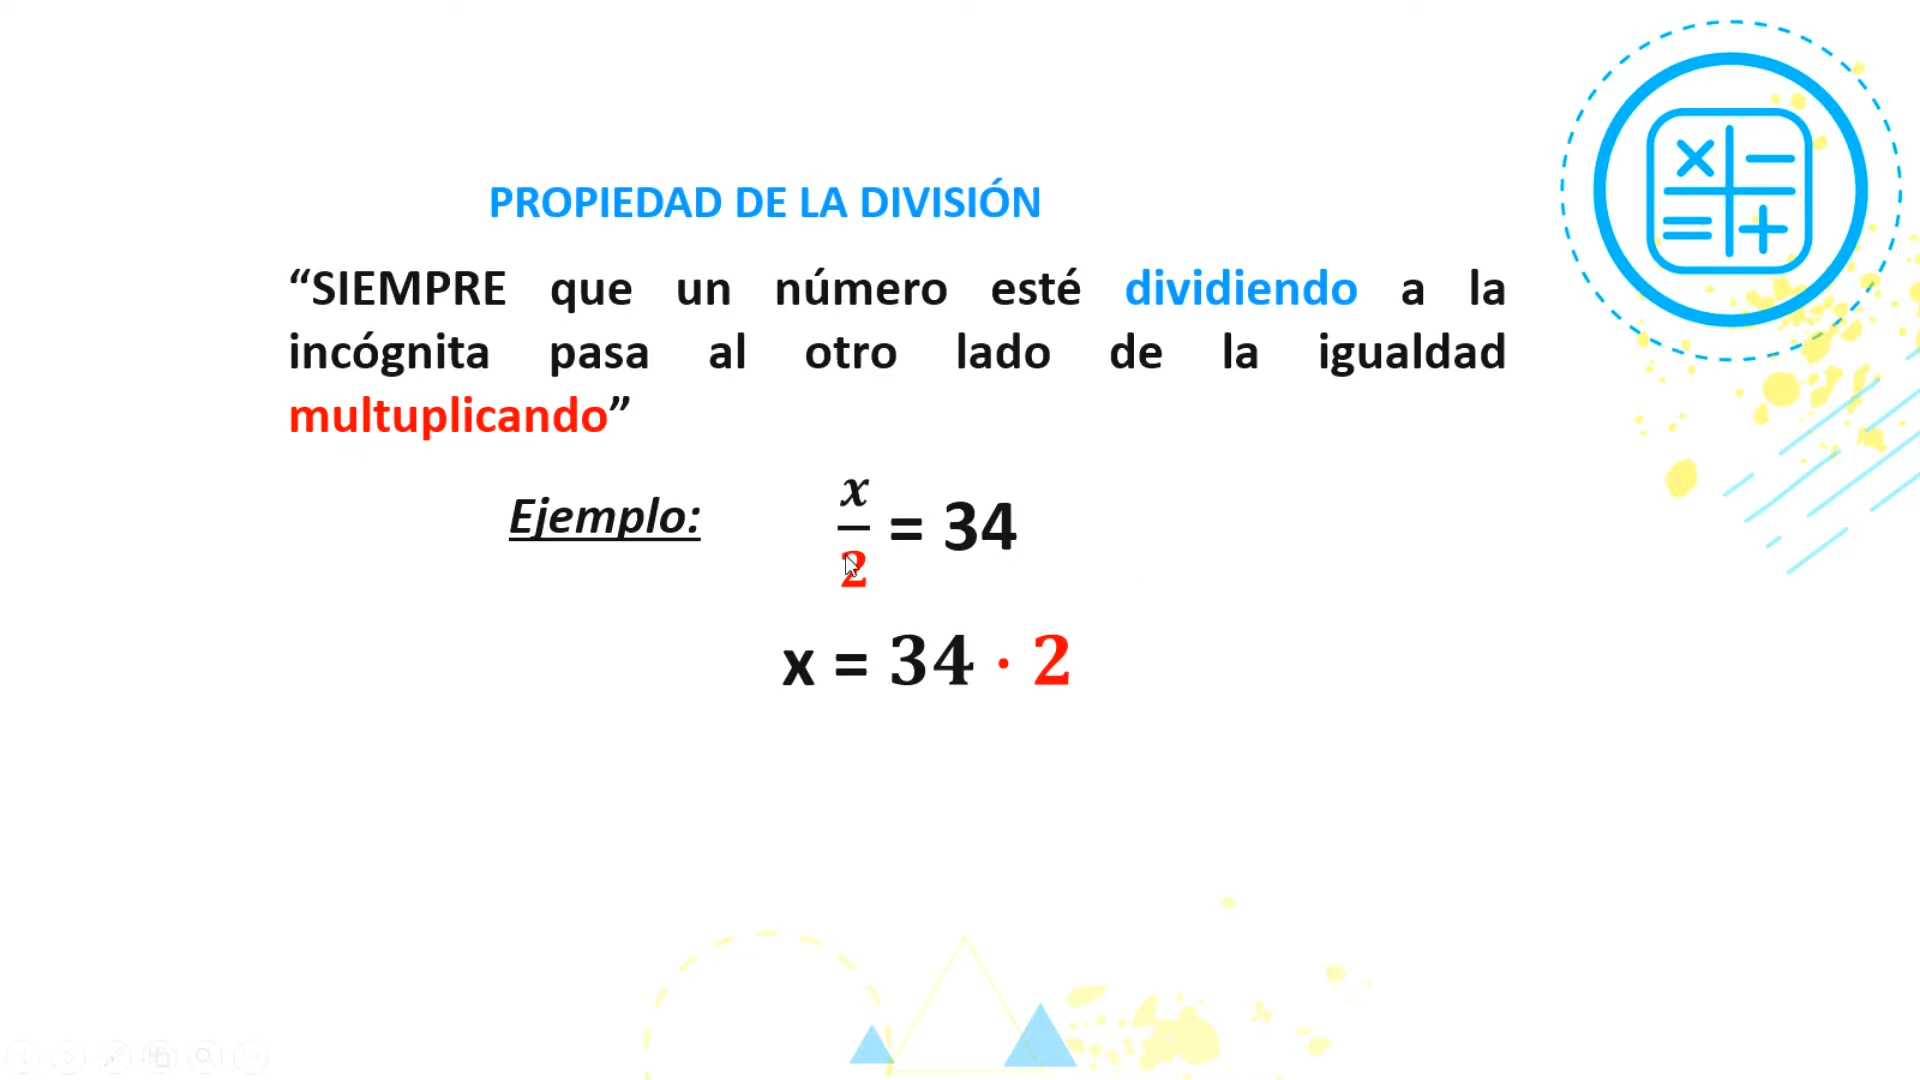 PROPIEDAD DE LA DIVISIÓN
“SIEMPRE que un número esté dividiendo a la
incógnita pasa al otro lado de la igualdad
multuplicando”
Ejemplo:
x/2 = 34
x = 34 · 2